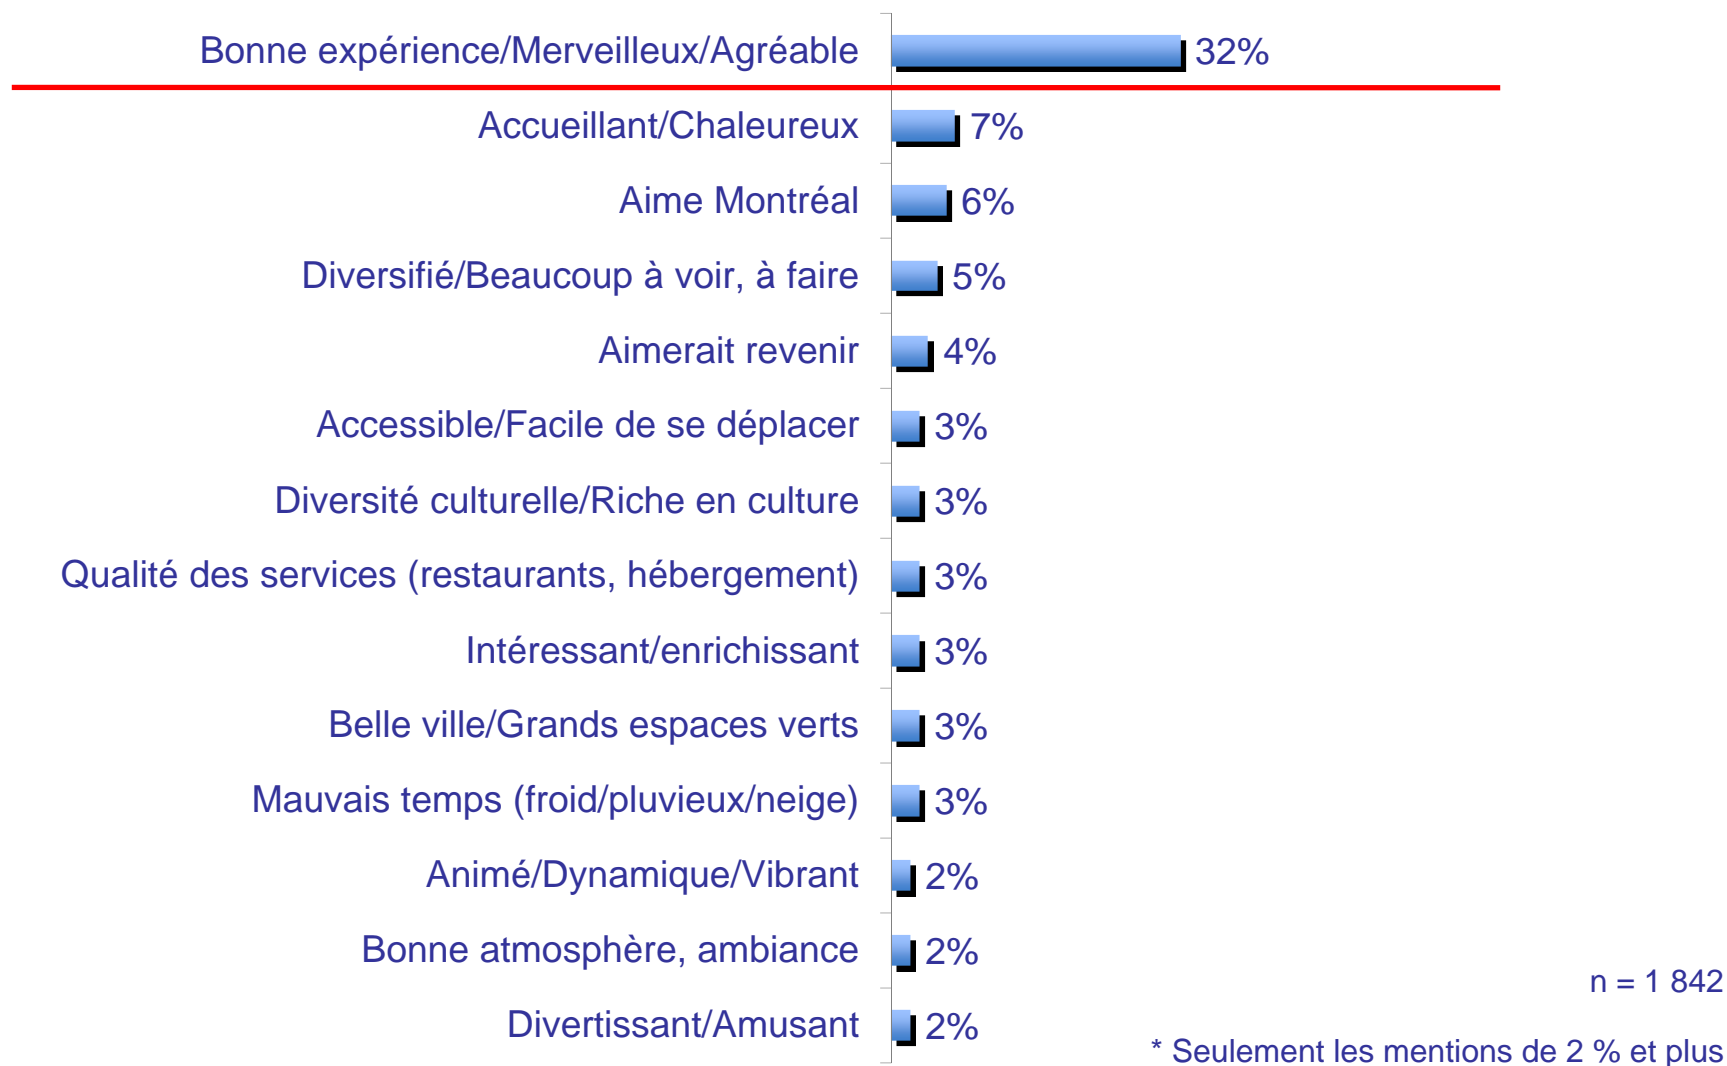 Bonne expérience/Merveilleux/Agréable 32%
Accueillant/Chaleureux 7%
Aime Montréal 6%
Diversifié/Beaucoup à voir, à faire 5%
Aimerait revenir 4%
Accessible/Facile de se déplacer 3%
Diversité culturelle/Riche en culture 3%
Qualité des services (restaurants, hébergement) 3%
Intéressant/enrichissant 3%
Belle ville/Grands espaces verts 3%
Mauvais temps (froid/pluvieux/neige) 3%
Animé/Dynamique/Vibrant 2%
Bonne atmosphère, ambiance 2%
n = 1 842
Divertissant/Amusant 2%
* Seulement les mentions de 2 % et plus